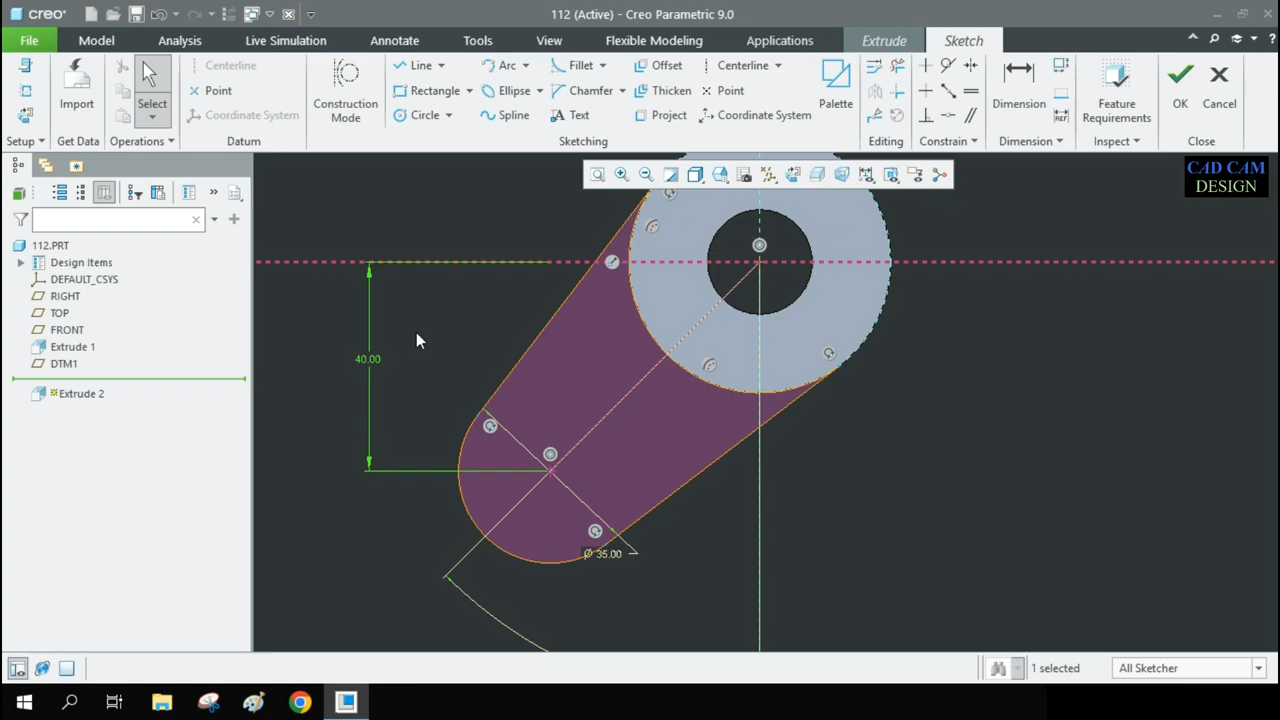 creo
112 (Active) - Creo Parametric 9.0
File Model Analysis Live Simulation Annotate Tools View Flexible Modeling Applications Extrude Sketch
Centerline Line Arc Fillet Offset Centerline
Import Point Select Construction Mode Rectangle Ellipse Chamfer Thicken Point Palette Dimension Feature Requirements OK Cancel
Coordinate System Circle Spline Text Project Coordinate System
Setup Get Data Operations Datum Sketching Editing Constrain Dimension Inspect Close
CAD CAM
DESIGN
112.PRT
Design Items
DEFAULT_CSYS
RIGHT
TOP
FRONT
Extrude 1
DTM1
Extrude 2
40.00
Ø 35.00
REF
1 selected All Sketcher